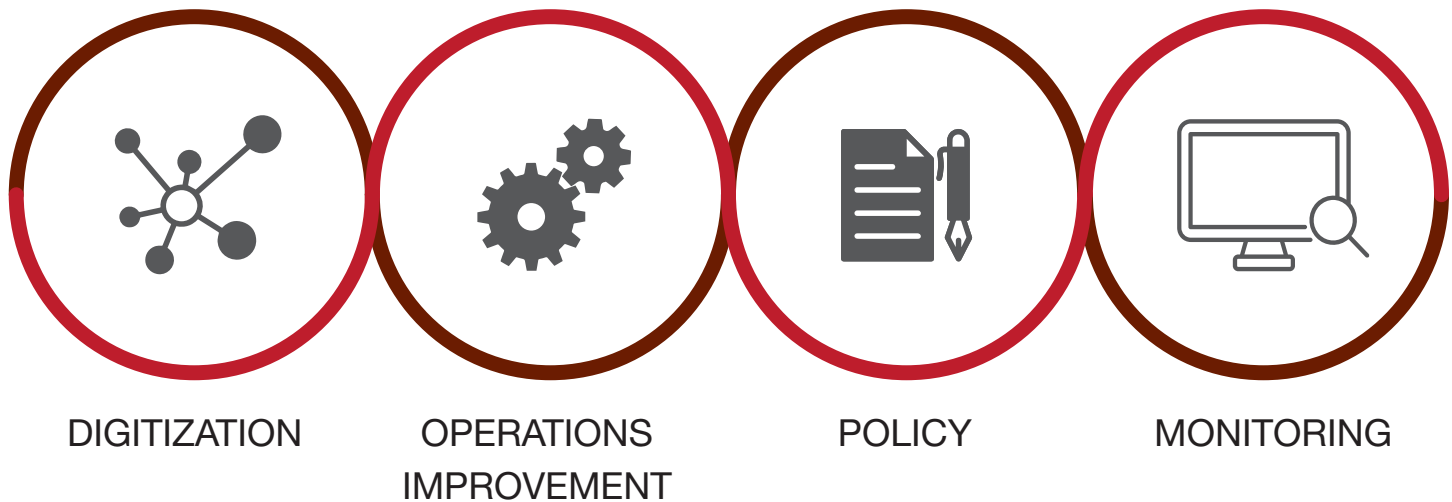 DIGITIZATION
OPERATIONS
IMPROVEMENT
POLICY
MONITORING